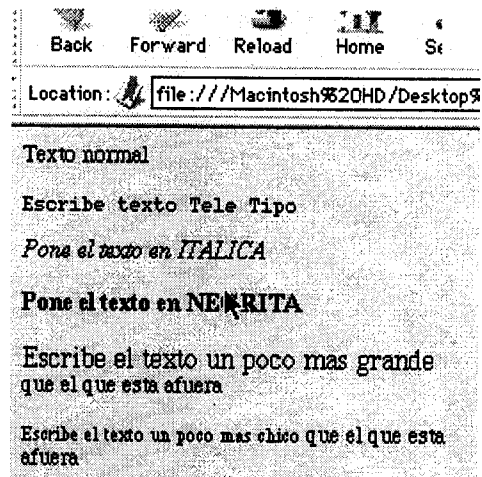 Back Forward Reload Home
Location: file:///Macintosh%20HD/Desktop%
Texto normal
Escribe texto Tele Tipo
Pone el texto en ITALICA
Pone el texto en NEGRITA
Escribe el texto un poco mas grande
que el que esta afuera
Escribe el texto un poco mas chico que el que esta
afuera